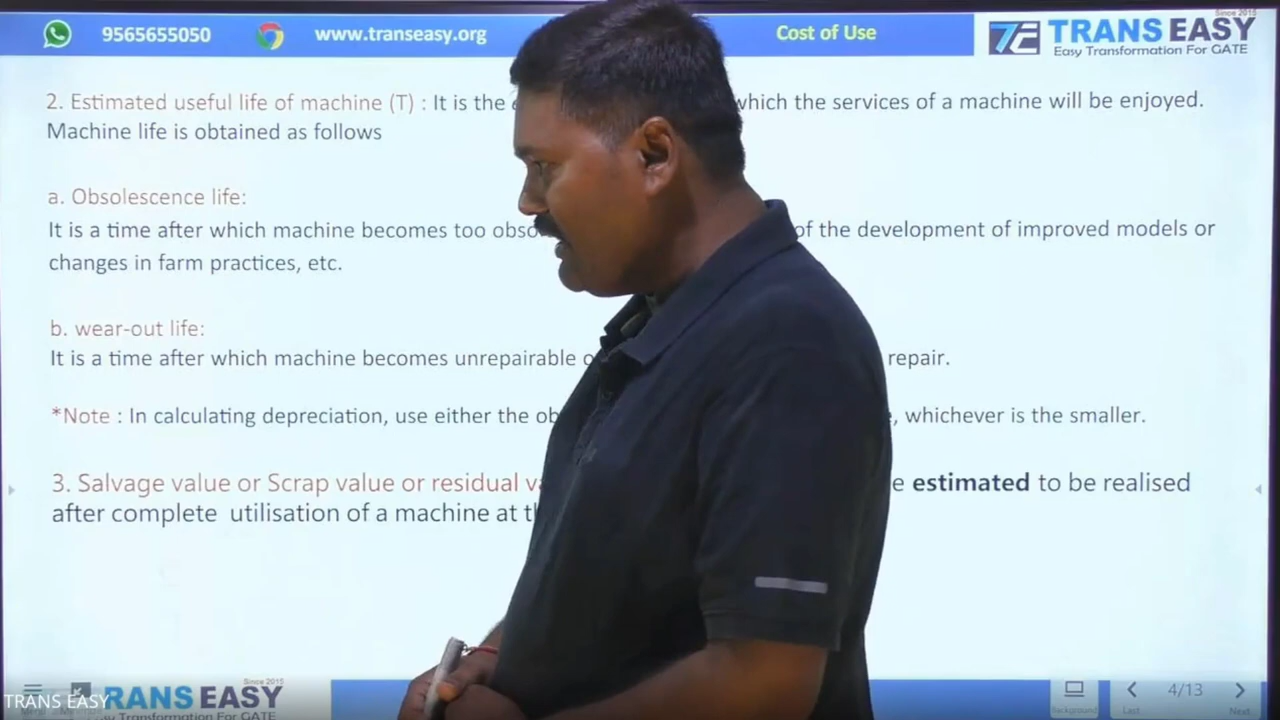 9565655050 www.transeasy.org Cost of Use Since 2015 TRANS EASY
Easy Transformation For GATE
2. Estimated useful life of machine (T) : It is the which the services of a machine will be enjoyed.
Machine life is obtained as follows
a. Obsolescence life:
It is a time after which machine becomes too of the development of improved models or
changes in farm practices, etc.
b. wear-out life:
It is a time after which machine becomes unrepairable repair.
*Note : In calculating depreciation, use either the whichever is the smaller.
3. Salvage value or Scrap value or residual estimated to be realised
after complete utilisation of a machine at
Since 2015
TRANS EASY
TRANS EASY
Easy Transformation For GATE
Background
Last
4/13
Next